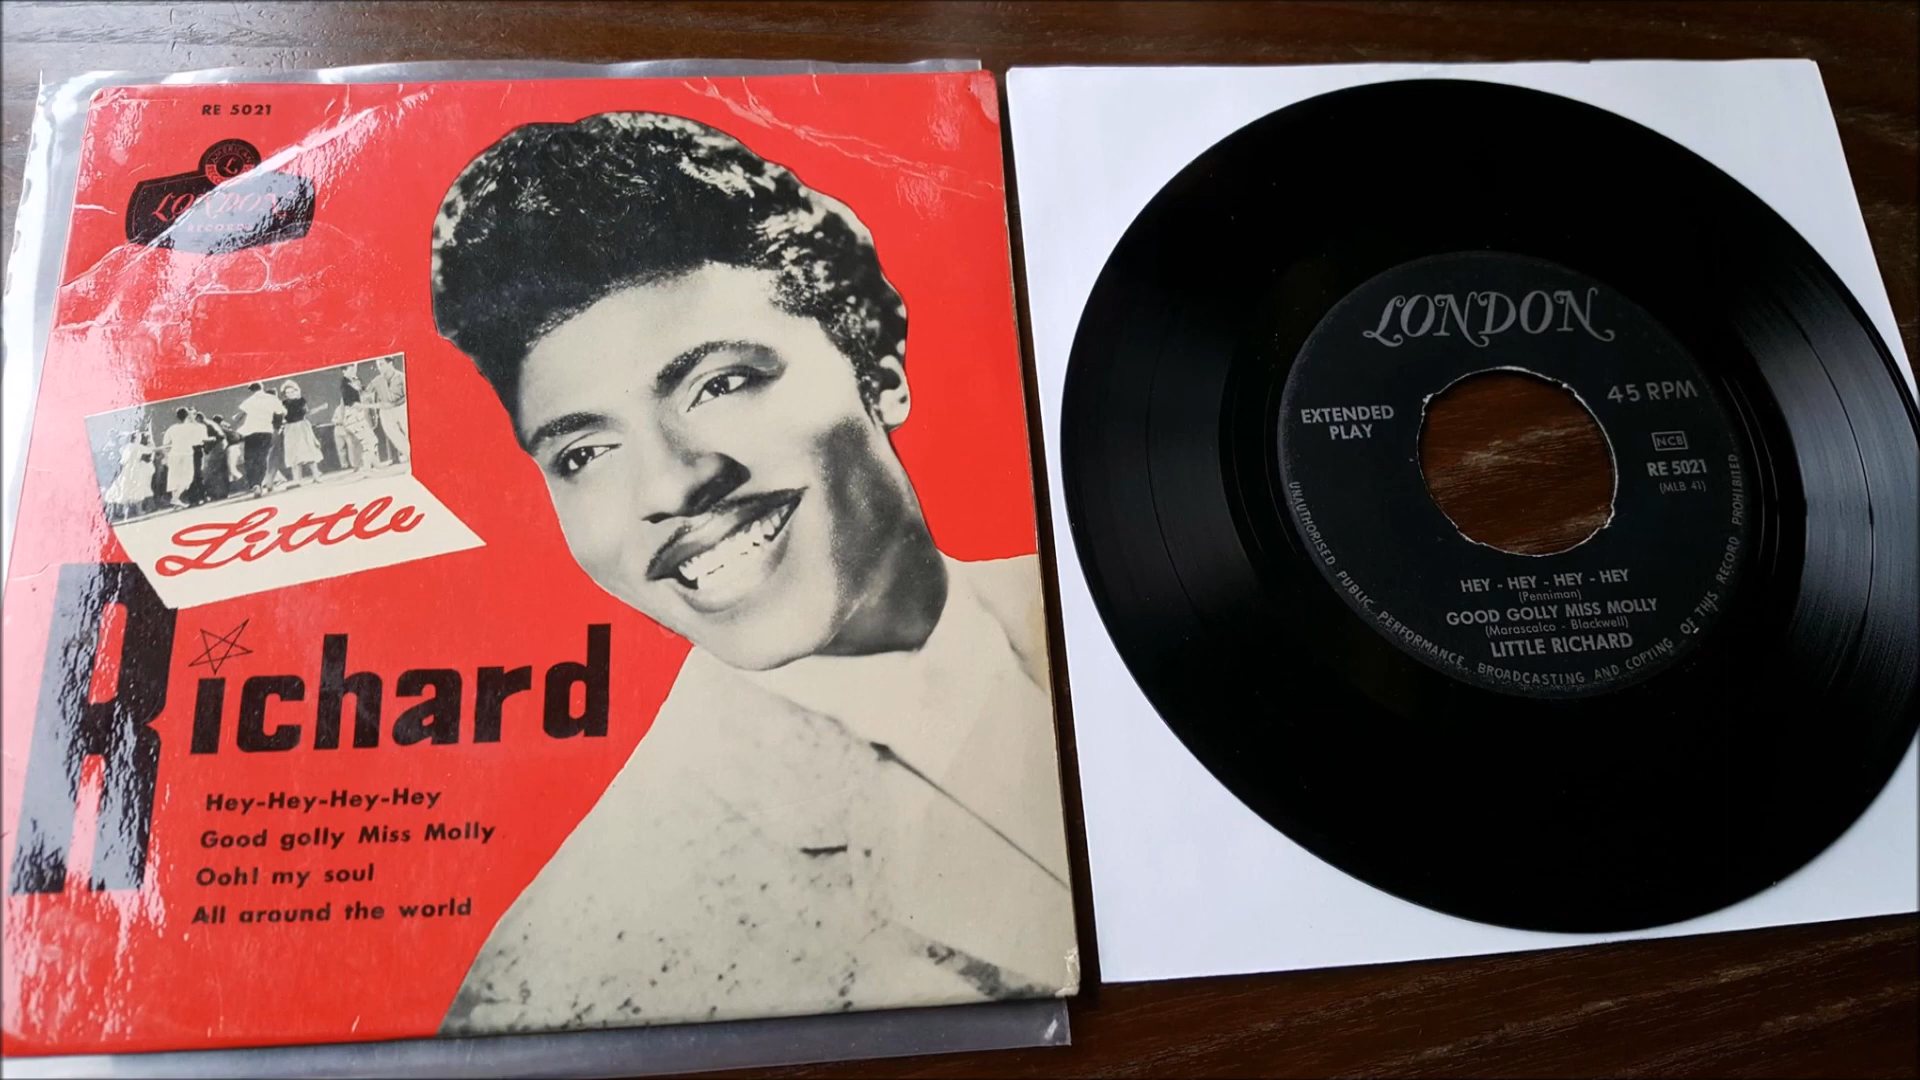 RE 5021
LONDON
RECORDS
Little
Richard
Hey-Hey-Hey-Hey
Good golly Miss Molly
Ooh! my soul
All around the world
LONDON
EXTENDED
PLAY
45 RPM
NCB
RE 5021
(MLB 41)
HEY - HEY - HEY - HEY
(Penniman)
GOOD GOLLY MISS MOLLY
(Marascalco - Blackwell)
LITTLE RICHARD
UNAUTHORISED PUBLIC PERFORMANCE BROADCASTING AND COPYING OF THIS RECORD PROHIBITED